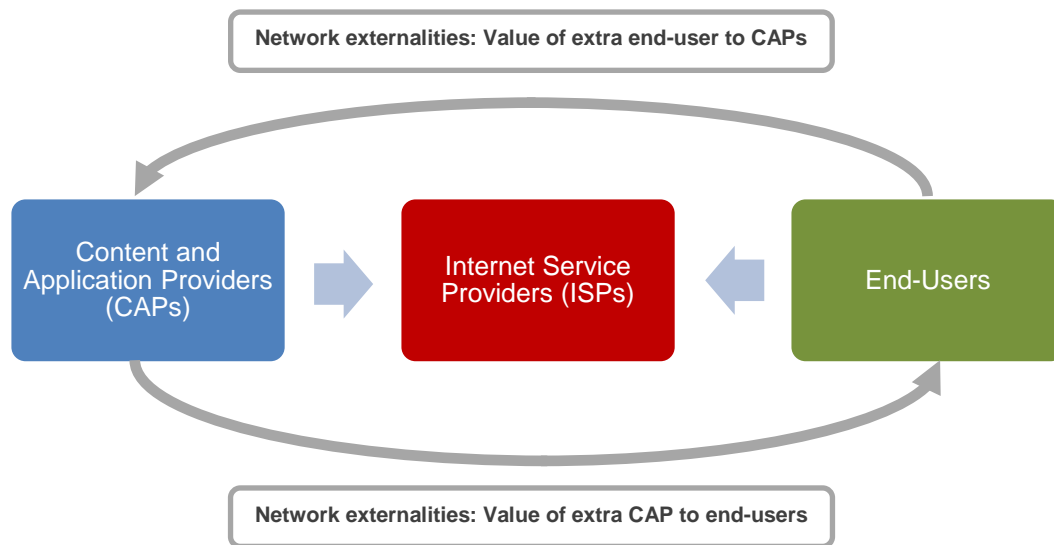 Network externalities: Value of extra end-user to CAPs
Content and
Application Providers
(CAPs)
Internet Service
Providers (ISPs)
End-Users
Network externalities: Value of extra CAP to end-users